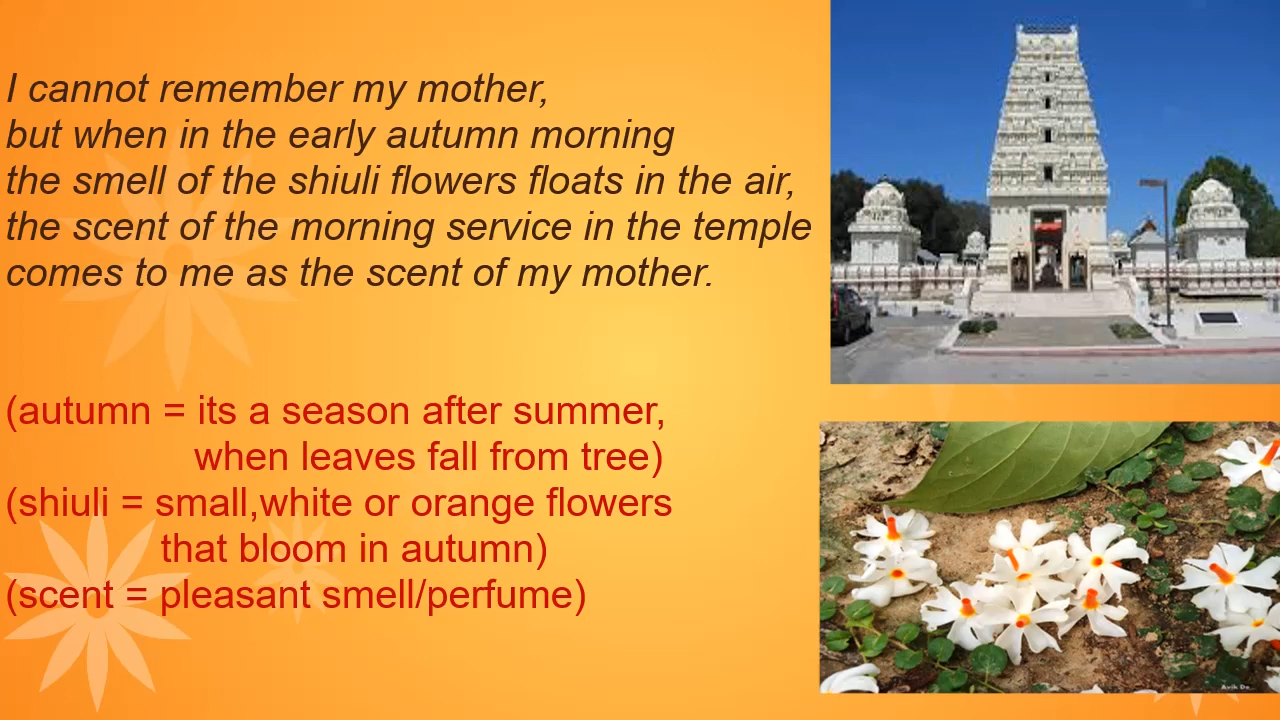 I cannot remember my mother,
but when in the early autumn morning
the smell of the shiuli flowers floats in the air,
the scent of the morning service in the temple
comes to me as the scent of my mother.
(autumn = its a season after summer,
when leaves fall from tree)
(shiuli = small,white or orange flowers
that bloom in autumn)
(scent = pleasant smell/perfume)
Avik De